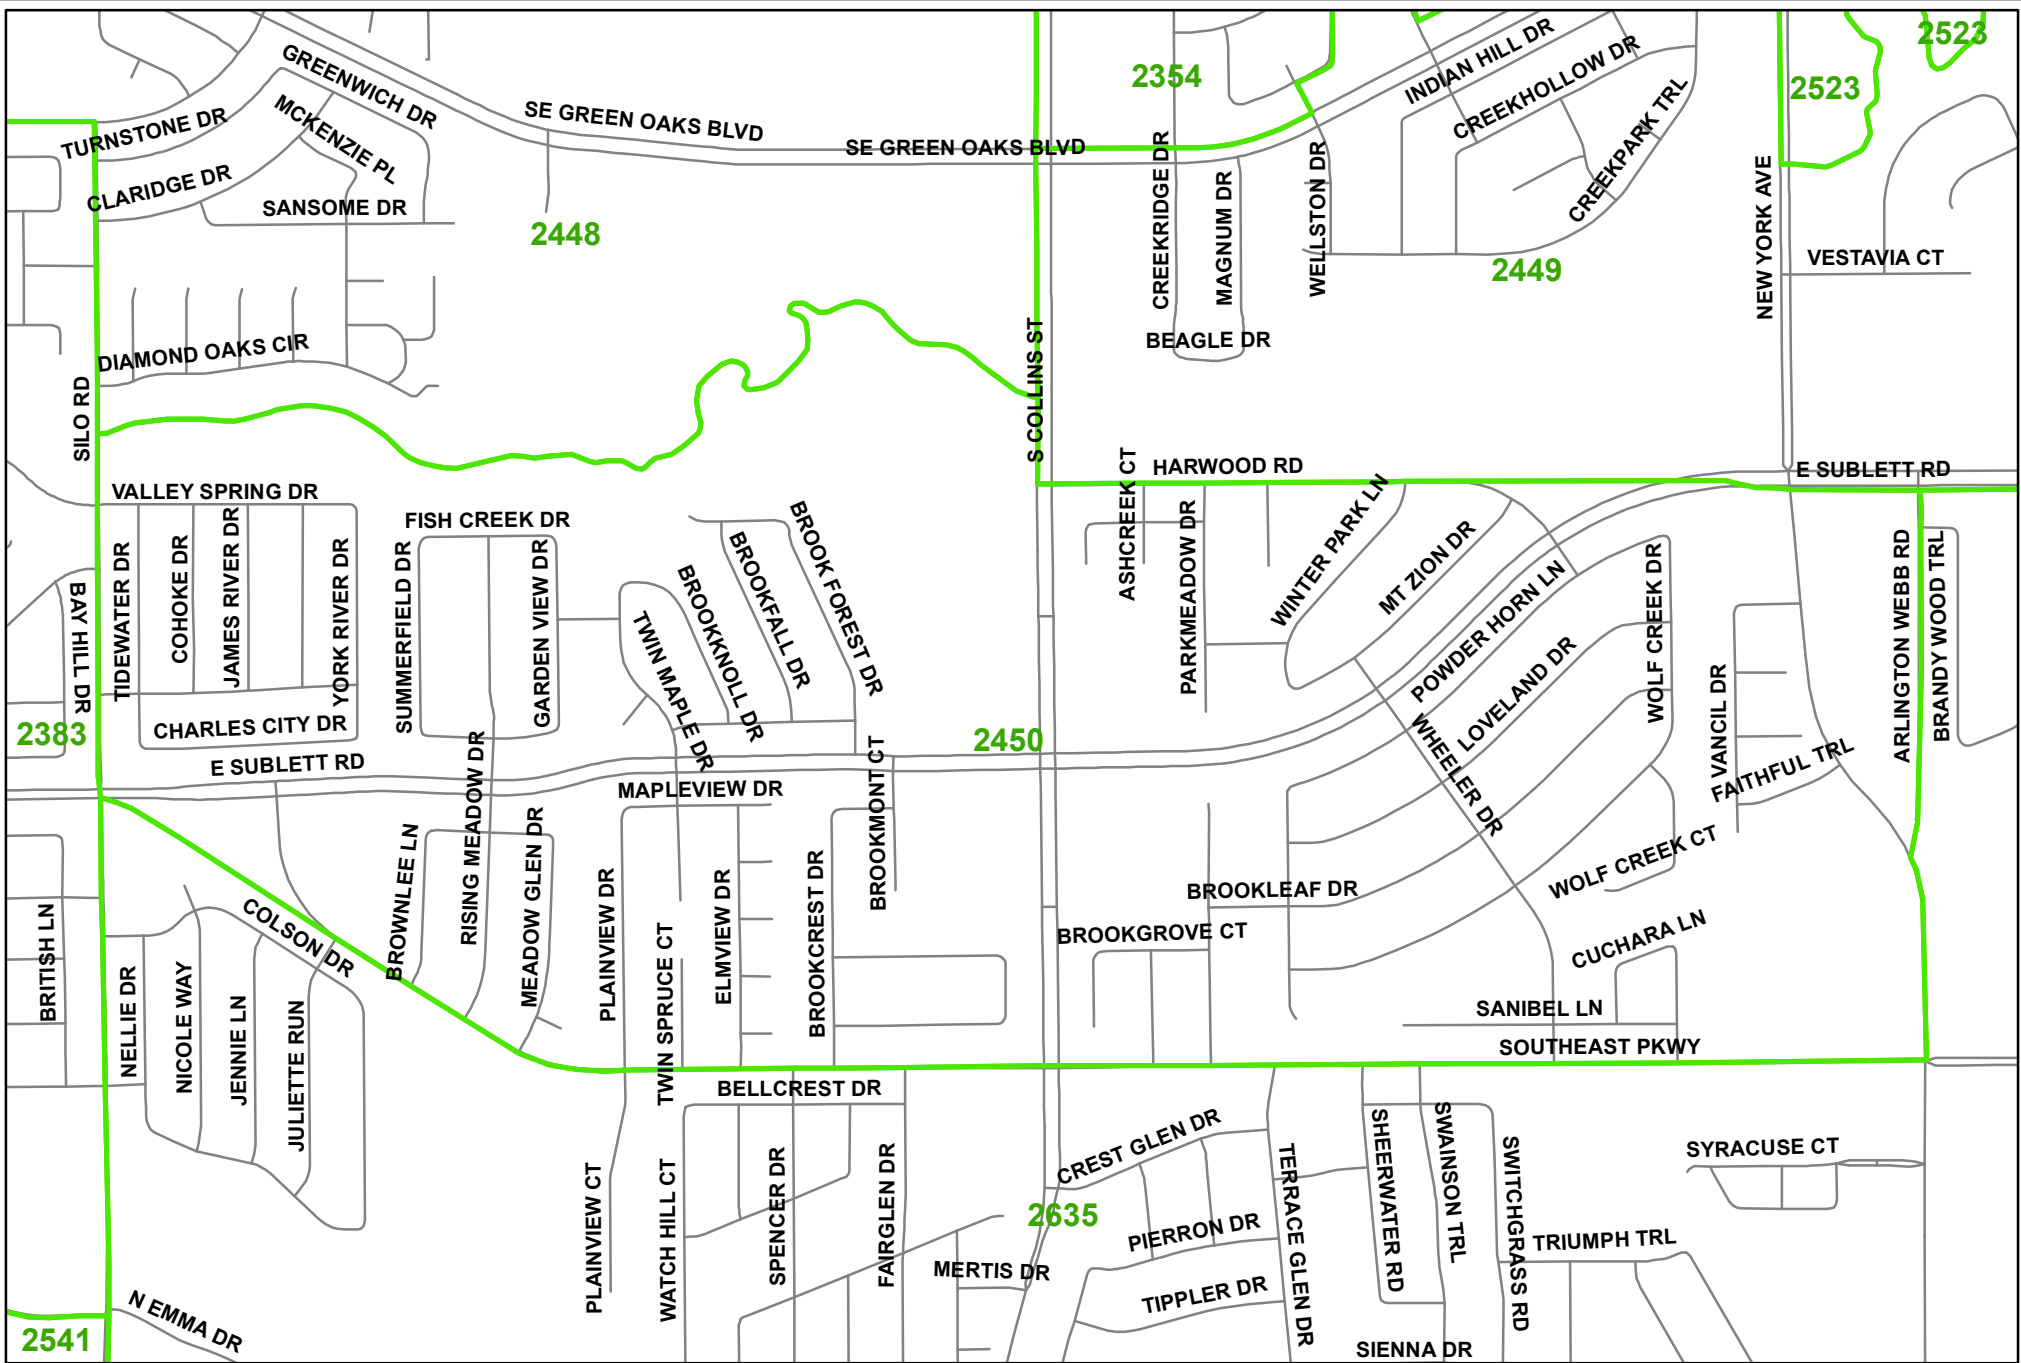 2523
2354
2523
GREENWICH DR
INDIAN HILL DR
CREEKHOLLOW DR
MCKENZIE PL
SE GREEN OAKS BLVD
SE GREEN OAKS BLVD
TURNSTONE DR
CREEKPARK TRL
CLARIDGE DR
SANSOME DR
2448
CREEKRIDGE DR
MAGNUM DR
WELLSTON DR
2449
NEW YORK AVE
VESTAVIA CT
DIAMOND OAKS CIR
BEAGLE DR
S COLLINS ST
SILO RD
HARWOOD RD
E SUBLETT RD
VALLEY SPRING DR
FISH CREEK DR
TIDEWATER DR
COHOKE DR
JAMES RIVER DR
YORK RIVER DR
SUMMERFIELD DR
GARDEN VIEW DR
BROOK FOREST DR
BROOKFALL DR
BROOKKNOLL DR
TWIN MAPLE DR
ASHCREEK CT
PARKMEADOW DR
WINTER PARK LN
MT ZION DR
POWDER HORN LN
LOVELAND DR
WOLF CREEK DR
ARLINGTON WEBB RD
BRANDY WOOD TRL
BAY HILL DR
2383
CHARLES CITY DR
RISING MEADOW DR
2450
WHEELER DR
VANCIL DR
FAITHFUL TRL
E SUBLETT RD
MAPLEVIEW DR
BROOKMONT CT
BROWNLEE LN
MEADOW GLEN DR
PLAINVIEW DR
ELMVIEW DR
BROOKCREST DR
BROOKLEAF DR
WOLF CREEK CT
BROOKGROVE CT
CUCHARA LN
BRITISH LN
COLSON DR
NELLIE DR
NICOLE WAY
JENNIE LN
JULIETTE RUN
TWIN SPRUCE CT
SANIBEL LN
SOUTHEAST PKWY
BELLCREST DR
CREST GLEN DR
PLAINVIEW CT
WATCH HILL CT
SPENCER DR
FAIRGLEN DR
2635
TERRACE GLEN DR
SHEERWATER RD
SWAINSON TRL
SWITCHGRASS RD
SYRACUSE CT
PIERRON DR
TRIUMPH TRL
MERTIS DR
TIPPLER DR
N EMMA DR
2541
SIENNA DR